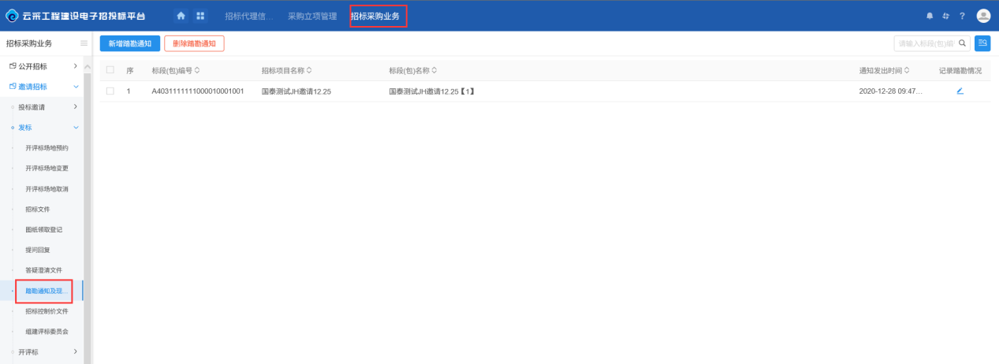 云采工程建设电子招投标平台
招标代理信...
采购立项管理
招标采购业务
?
招标采购业务
新增踏勘通知
删除踏勘通知
请输入标段(包)编
公开招标
邀请招标
投标邀请
发标
开评标场地预约
开评标场地变更
开评标场地取消
招标文件
图纸领取登记
提问回复
答疑澄清文件
踏勘通知及现...
招标控制价文件
组建评标委员会
开评标
序 标段(包)编号 招标项目名称 标段(包)名称 通知发出时间 记录踏勘情况
1 A4031111111000010001001 国泰测试JH邀请12.25 国泰测试JH邀请12.25【1】 2020-12-28 09:47...